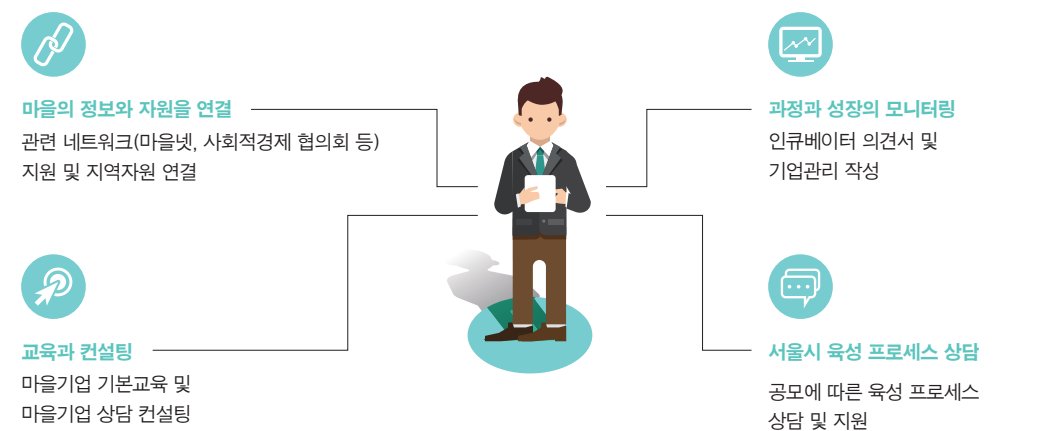 마을의 정보와 자원을 연결
관련 네트워크(마을넷, 사회적경제 협의회 등)
지원 및 지역자원 연결
과정과 성장의 모니터링
인큐베이터 의견서 및
기업관리 작성
교육과 컨설팅
마을기업 기본교육 및
마을기업 상담 컨설팅
서울시 육성 프로세스 상담
공모에 따른 육성 프로세스
상담 및 지원